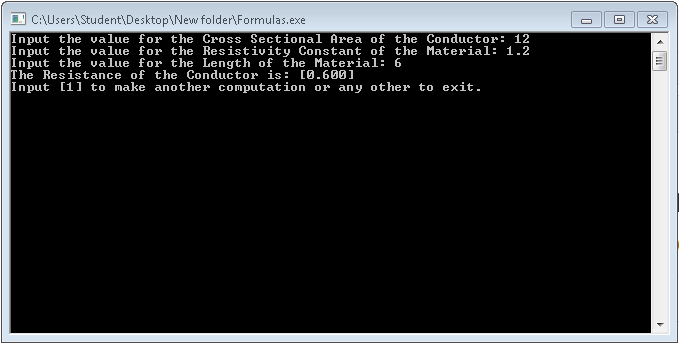 C:\Users\Student\Desktop\New folder\Formulas.exe
Input the value for the Cross Sectional Area of the Conductor: 12
Input the value for the Resistivity Constant of the Material: 1.2
Input the value for the Length of the Material: 6
The Resistance of the Conductor is: [0.600]
Input [1] to make another computation or any other to exit.